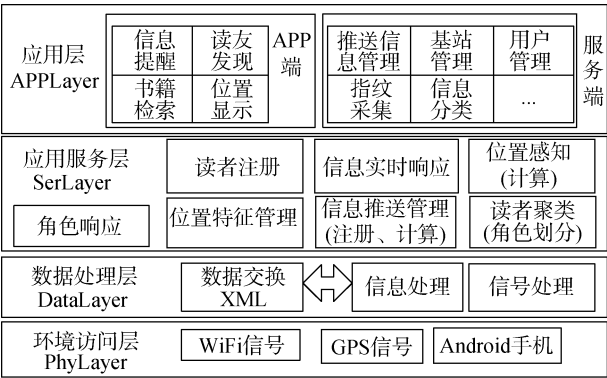 应用层
APPLayer
信息
提醒
读友
发现
书籍
检索
位置
显示
APP
端
推送信
息管理
基站
管理
用户
管理
指纹
采集
信息
分类
...
服
务
端
应用服务层
SerLayer
读者注册
信息实时响应
位置感知
(计算)
角色响应
位置特征管理
信息推送管理
(注册、计算)
读者聚类
(角色划分)
数据处理层
DataLayer
数据交换
XML
信息处理
信号处理
环境访问层
PhyLayer
WiFi信号
GPS信号
Android手机